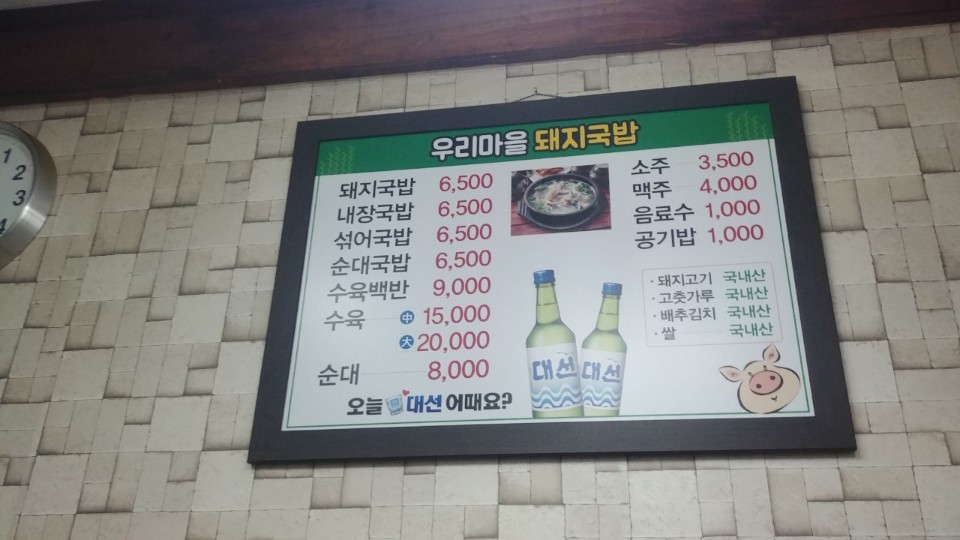 우리마을 돼지국밥
돼지국밥 6,500
내장국밥 6,500
섞어국밥 6,500
순대국밥 6,500
수육백반 9,000
수육 中 15,000
大 20,000
순대 8,000
오늘 대선 어때요?
소주 3,500
맥주 4,000
음료수 1,000
공기밥 1,000
· 돼지고기 국내산
· 고춧가루 국내산
· 배추김치 국내산
· 쌀 국내산
대선 대선
1
2
3
4